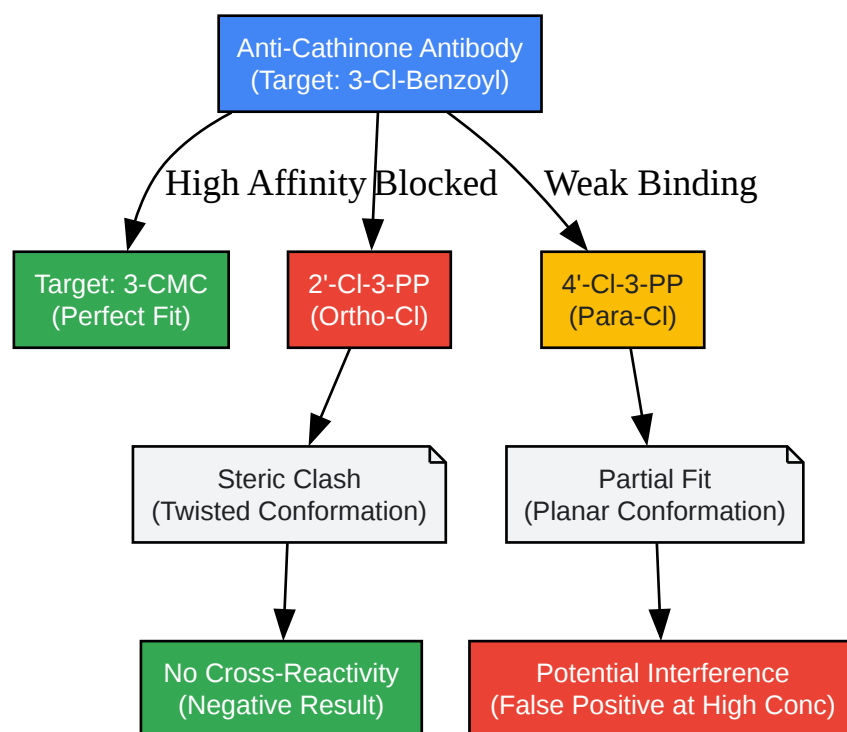 Anti-Cathinone Antibody
(Target: 3-Cl-Benzoyl)
High Affinity
Blocked
Weak Binding
Target: 3-CMC
(Perfect Fit)
2'-Cl-3-PP
(Ortho-Cl)
4'-Cl-3-PP
(Para-Cl)
Steric Clash
(Twisted Conformation)
Partial Fit
(Planar Conformation)
No Cross-Reactivity
(Negative Result)
Potential Interference
(False Positive at High Conc)